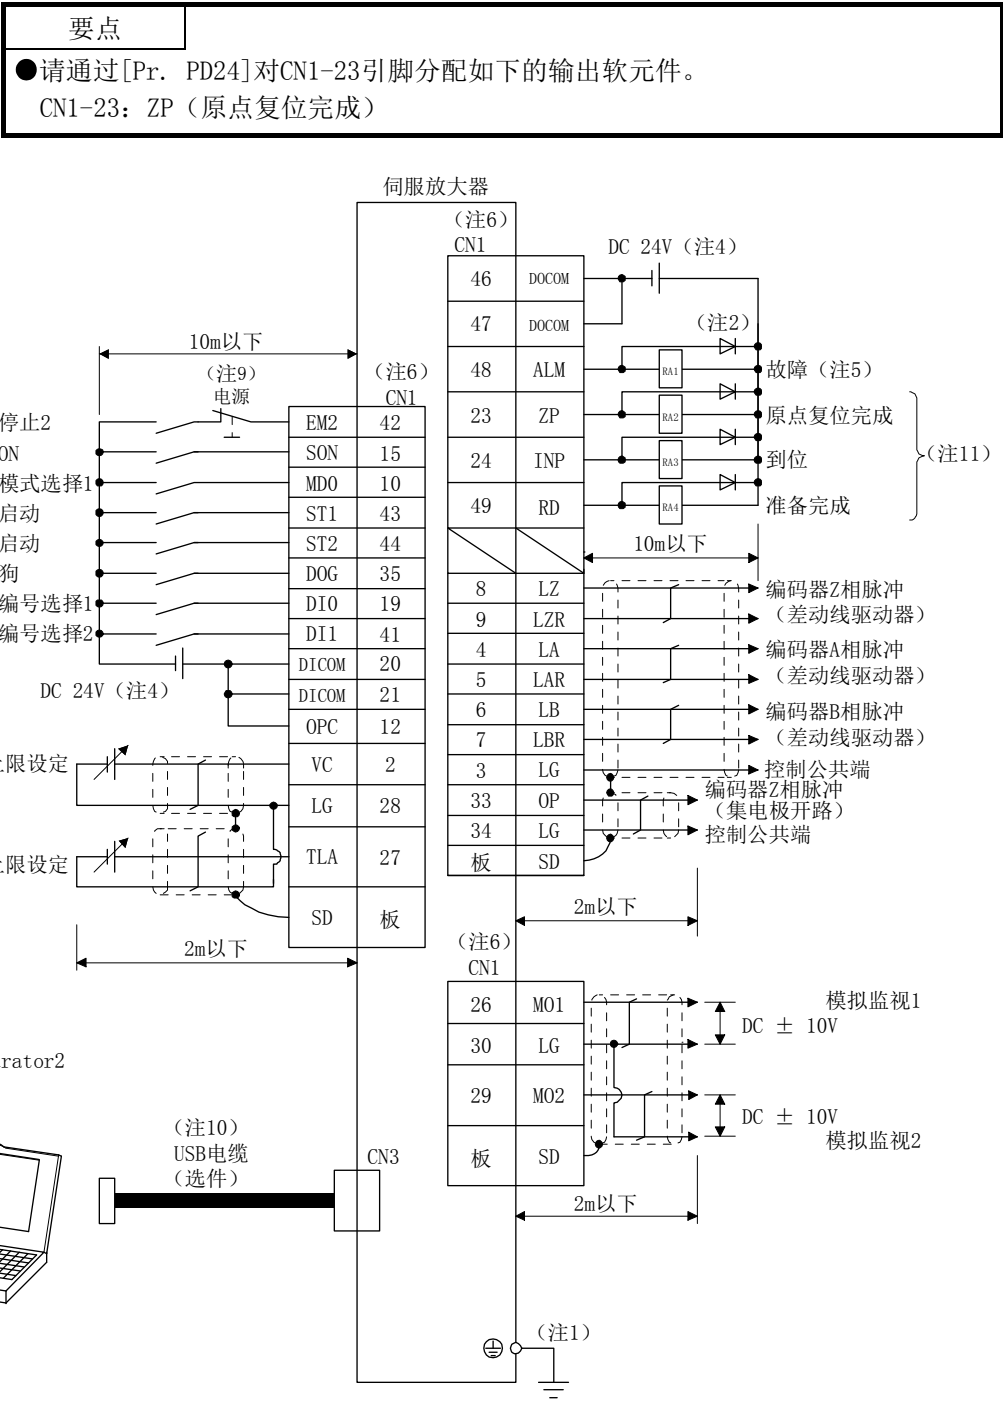 要点
●请通过[Pr. PD24]对CN1-23引脚分配如下的输出软元件。
CN1-23: ZP（原点复位完成）
伺服放大器
（注6）
CN1
DC 24V（注4）
46 DOCOM
47 DOCOM
（注2）
48 ALM RA1 故障（注5）
23 ZP RA2 原点复位完成
24 INP RA3 到位
（注11）
49 RD RA4 准备完成
10m以下
8 LZ 编码器Z相脉冲
9 LZR （差动线驱动器）
4 LA 编码器A相脉冲
5 LAR （差动线驱动器）
6 LB 编码器B相脉冲
7 LBR （差动线驱动器）
3 LG 控制公共端
33 OP 编码器Z相脉冲
（集电极开路）
34 LG 控制公共端
板 SD
2m以下
10m以下
（注9）
电源
（注6）
CN1
停止2 EM2 42
ON SON 15
模式选择1 MD0 10
启动 ST1 43
启动 ST2 44
狗 DOG 35
编号选择1 DI0 19
编号选择2 DI1 41
DICOM 20
DC 24V（注4）
DICOM 21
OPC 12
上限设定 VC 2
LG 28
上限设定 TLA 27
SD 板
2m以下
（注6）
CN1
26 MO1 模拟监视1
DC ± 10V
30 LG
29 MO2
DC ± 10V
模拟监视2
板 SD
2m以下
rator2
（注10）
USB电缆
（选件）
CN3
（注1）